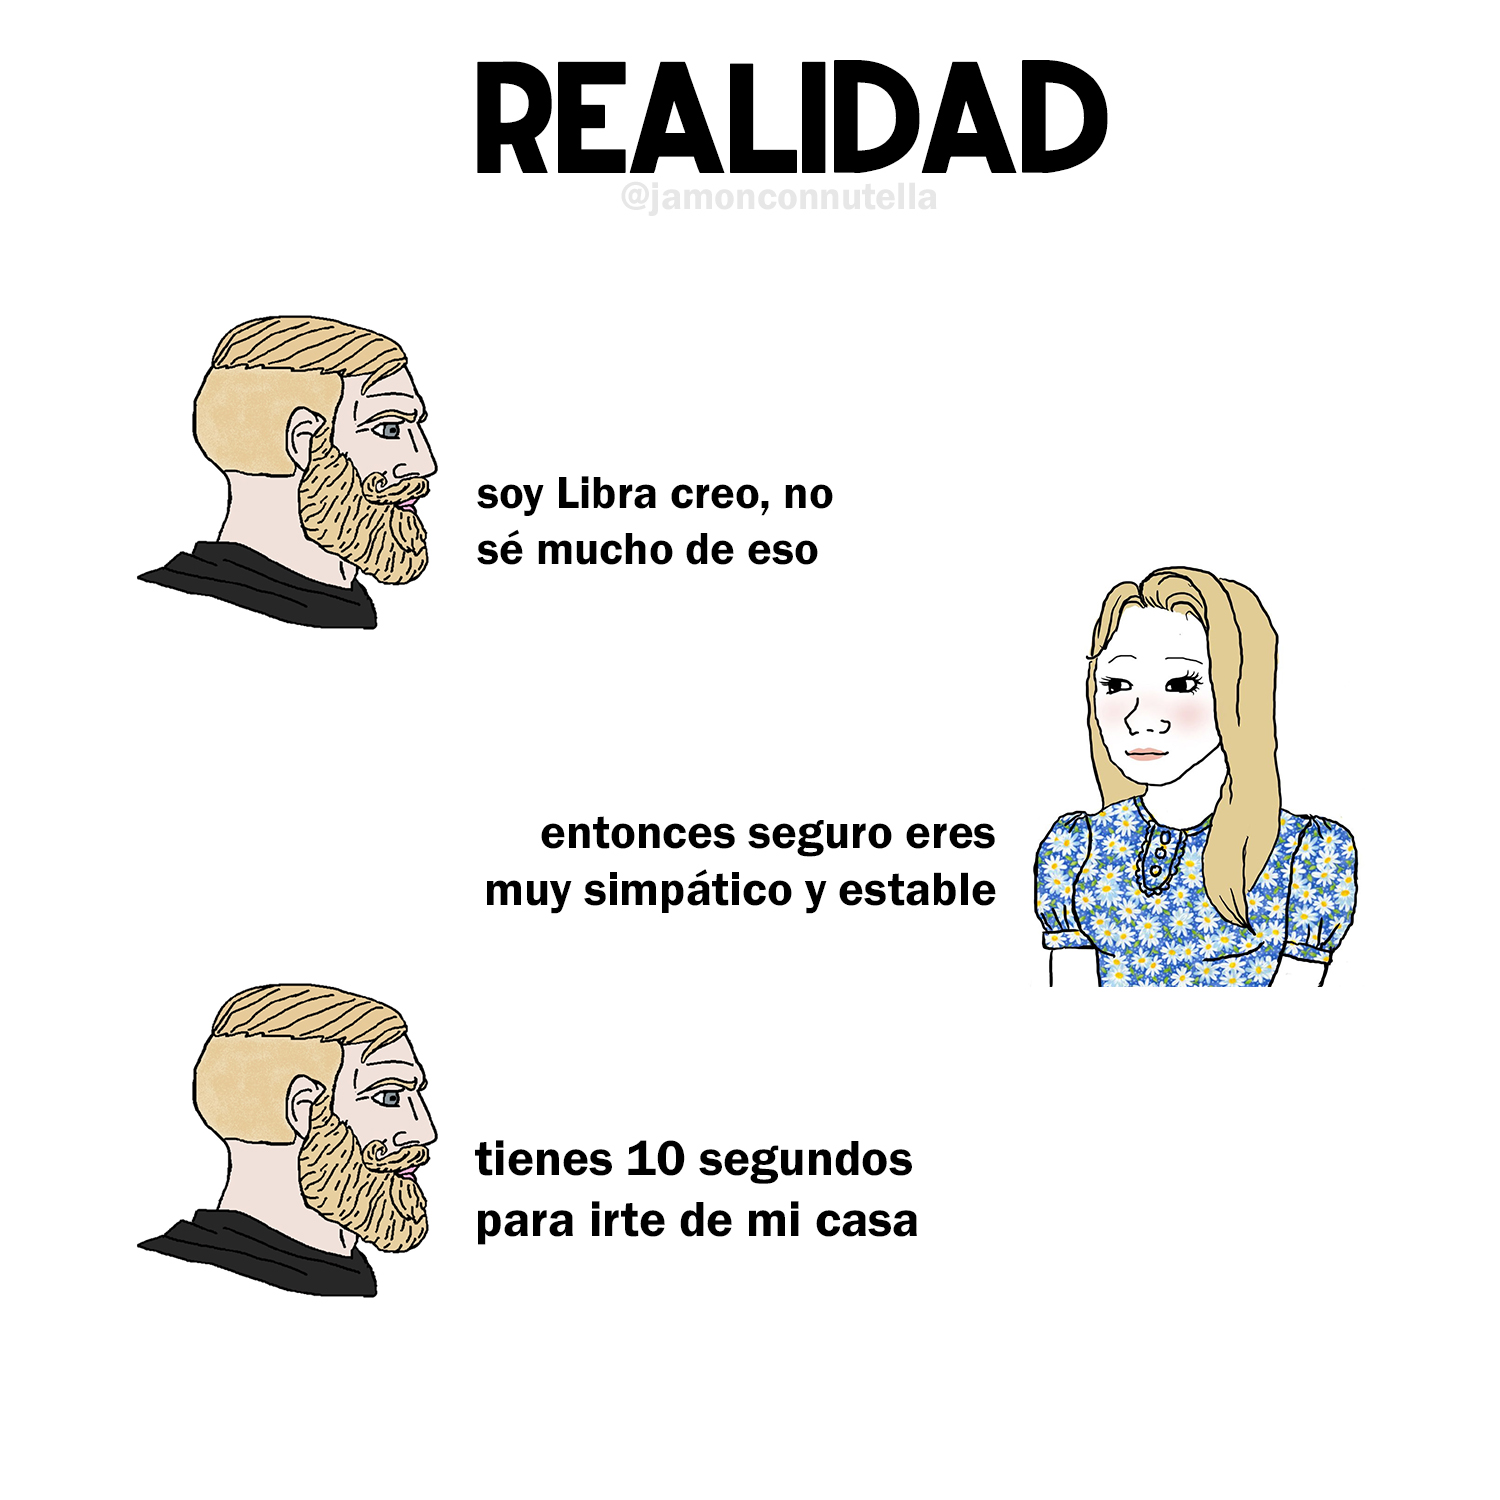 REALIDAD
@jamonconnutella
soy Libra creo, no
sé mucho de eso
entonces seguro eres
muy simpático y estable
tienes 10 segundos
para irte de mi casa